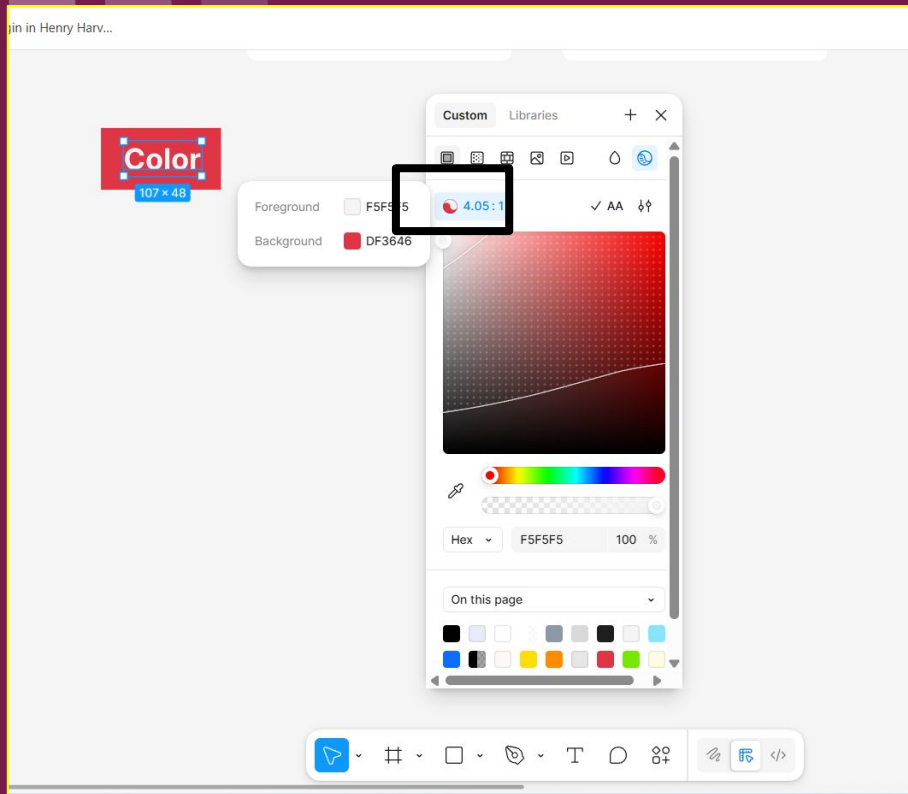 gin in Henry Harv...
Custom Libraries
Color
107 × 48
Foreground F5F5F5
Background DF3646
4.05 : 1
AA
Hex F5F5F5 100 %
On this page